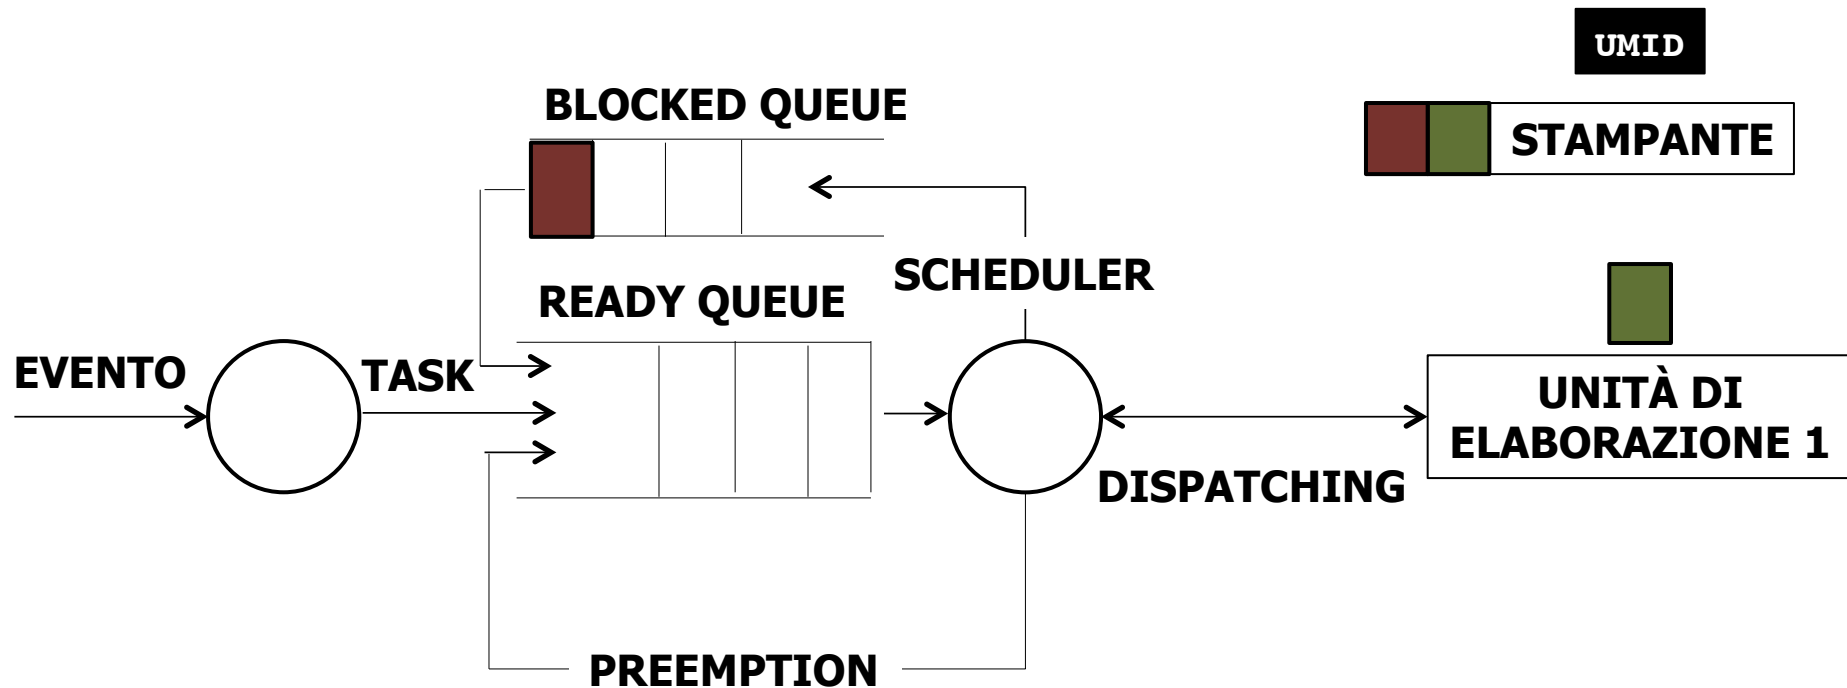 UMID
BLOCKED QUEUE
STAMPANTE
SCHEDULER
READY QUEUE
EVENTO
TASK
UNITÀ DI
ELABORAZIONE 1
DISPATCHING
PREEMPTION